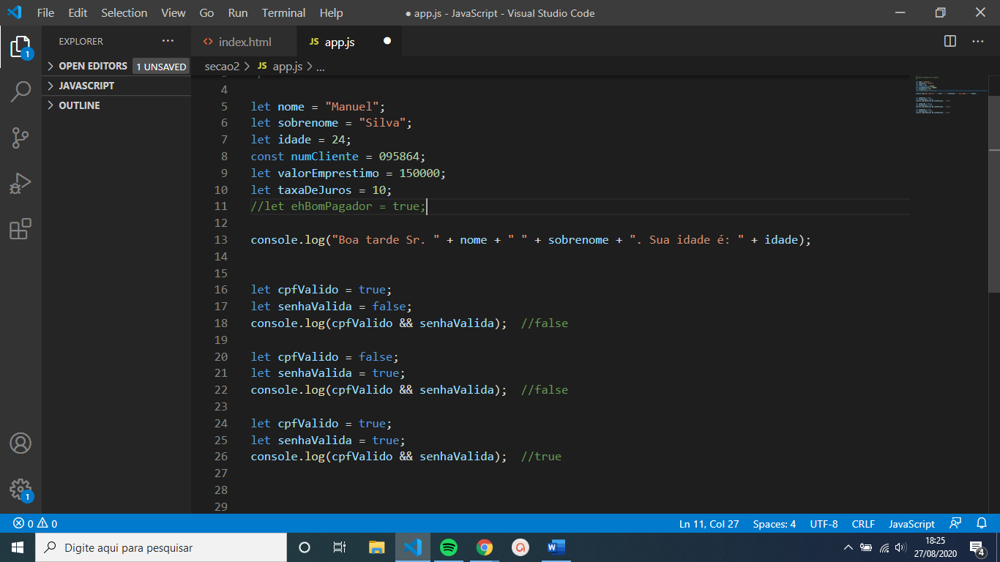 File Edit Selection View Go Run Terminal Help ● app.js - JavaScript - Visual Studio Code
EXPLORER ···
index.html
JS app.js
OPEN EDITORS 1 UNSAVED
JAVASCRIPT
OUTLINE
secao2 > JS app.js > ...
4
5 let nome = "Manuel";
6 let sobrenome = "Silva";
7 let idade = 24;
8 const numCliente = 095864;
9 let valorEmprestimo = 150000;
10 let taxaDeJuros = 10;
11 //let ehBomPagador = true;
12
13 console.log("Boa tarde Sr. " + nome + " " + sobrenome + ". Sua idade é: " + idade);
14
15
16 let cpfValido = true;
17 let senhaValida = false;
18 console.log(cpfValido && senhaValida); //false
19
20 let cpfValido = false;
21 let senhaValida = true;
22 console.log(cpfValido && senhaValida); //false
23
24 let cpfValido = true;
25 let senhaValida = true;
26 console.log(cpfValido && senhaValida); //true
27
28
29
1
1
0 0 Ln 11, Col 27 Spaces: 4 UTF-8 CRLF JavaScript
Digite aqui para pesquisar
18:25
27/08/2020
4